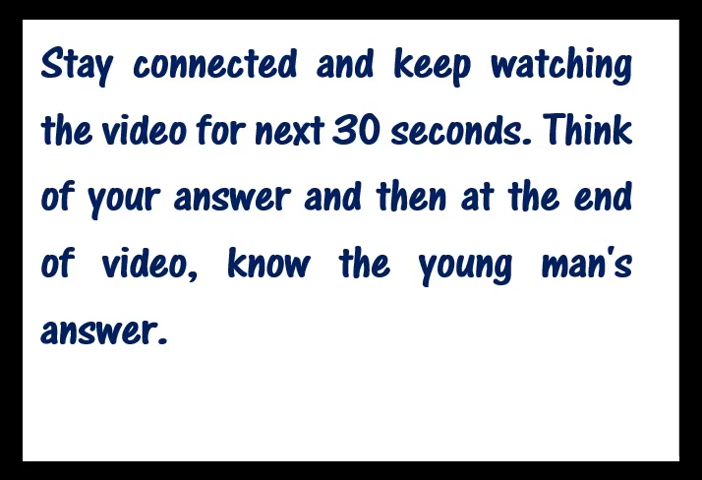 Stay connected and keep watching
the video for next 30 seconds. Think
of your answer and then at the end
of video, know the young man's
answer.